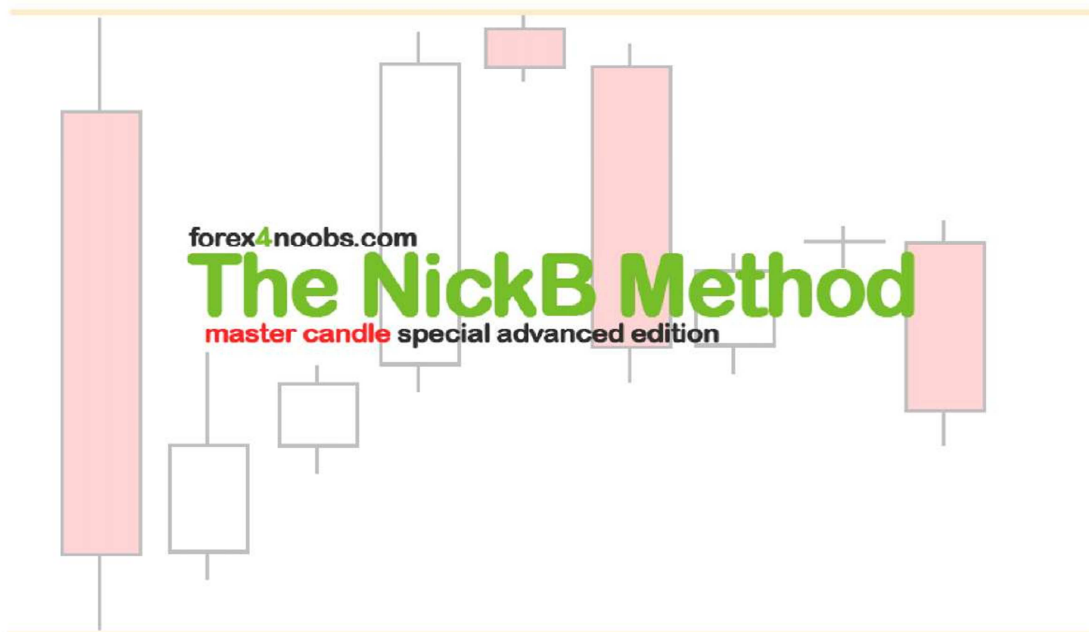 forex4noobs.com
The NickB Method
master candle special advanced edition